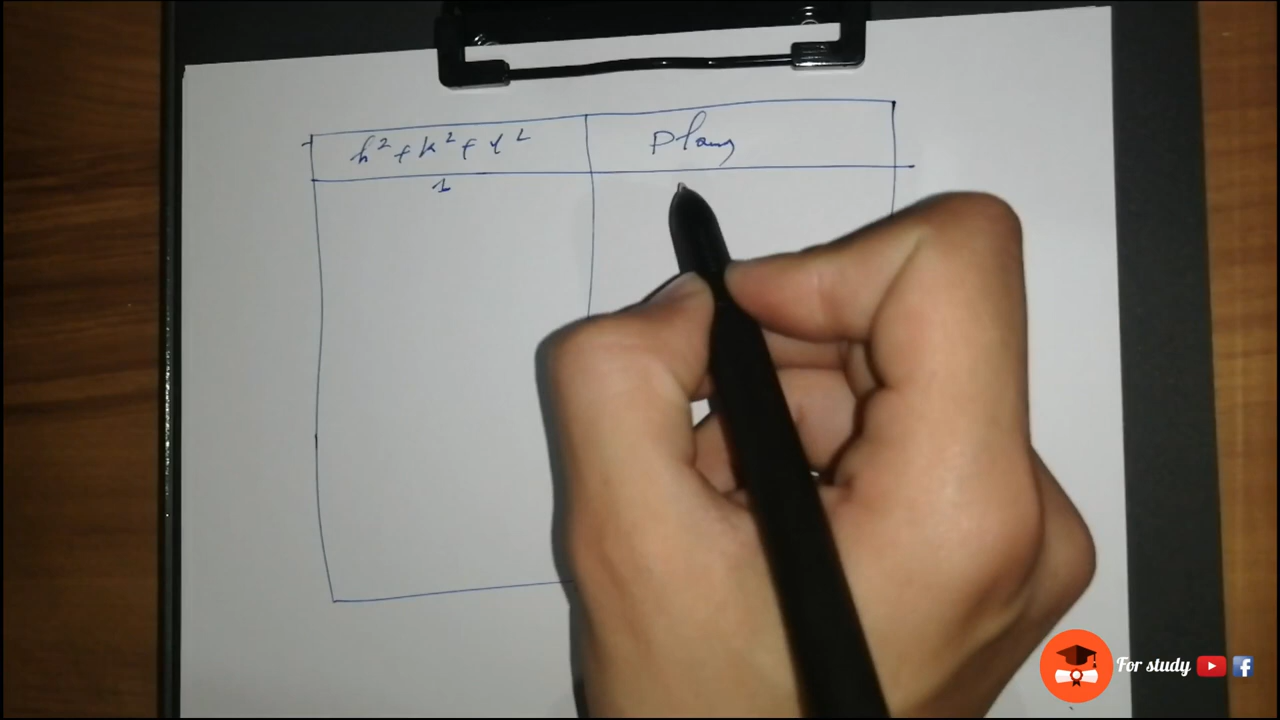 h² + k² + l² Plans
1
For study